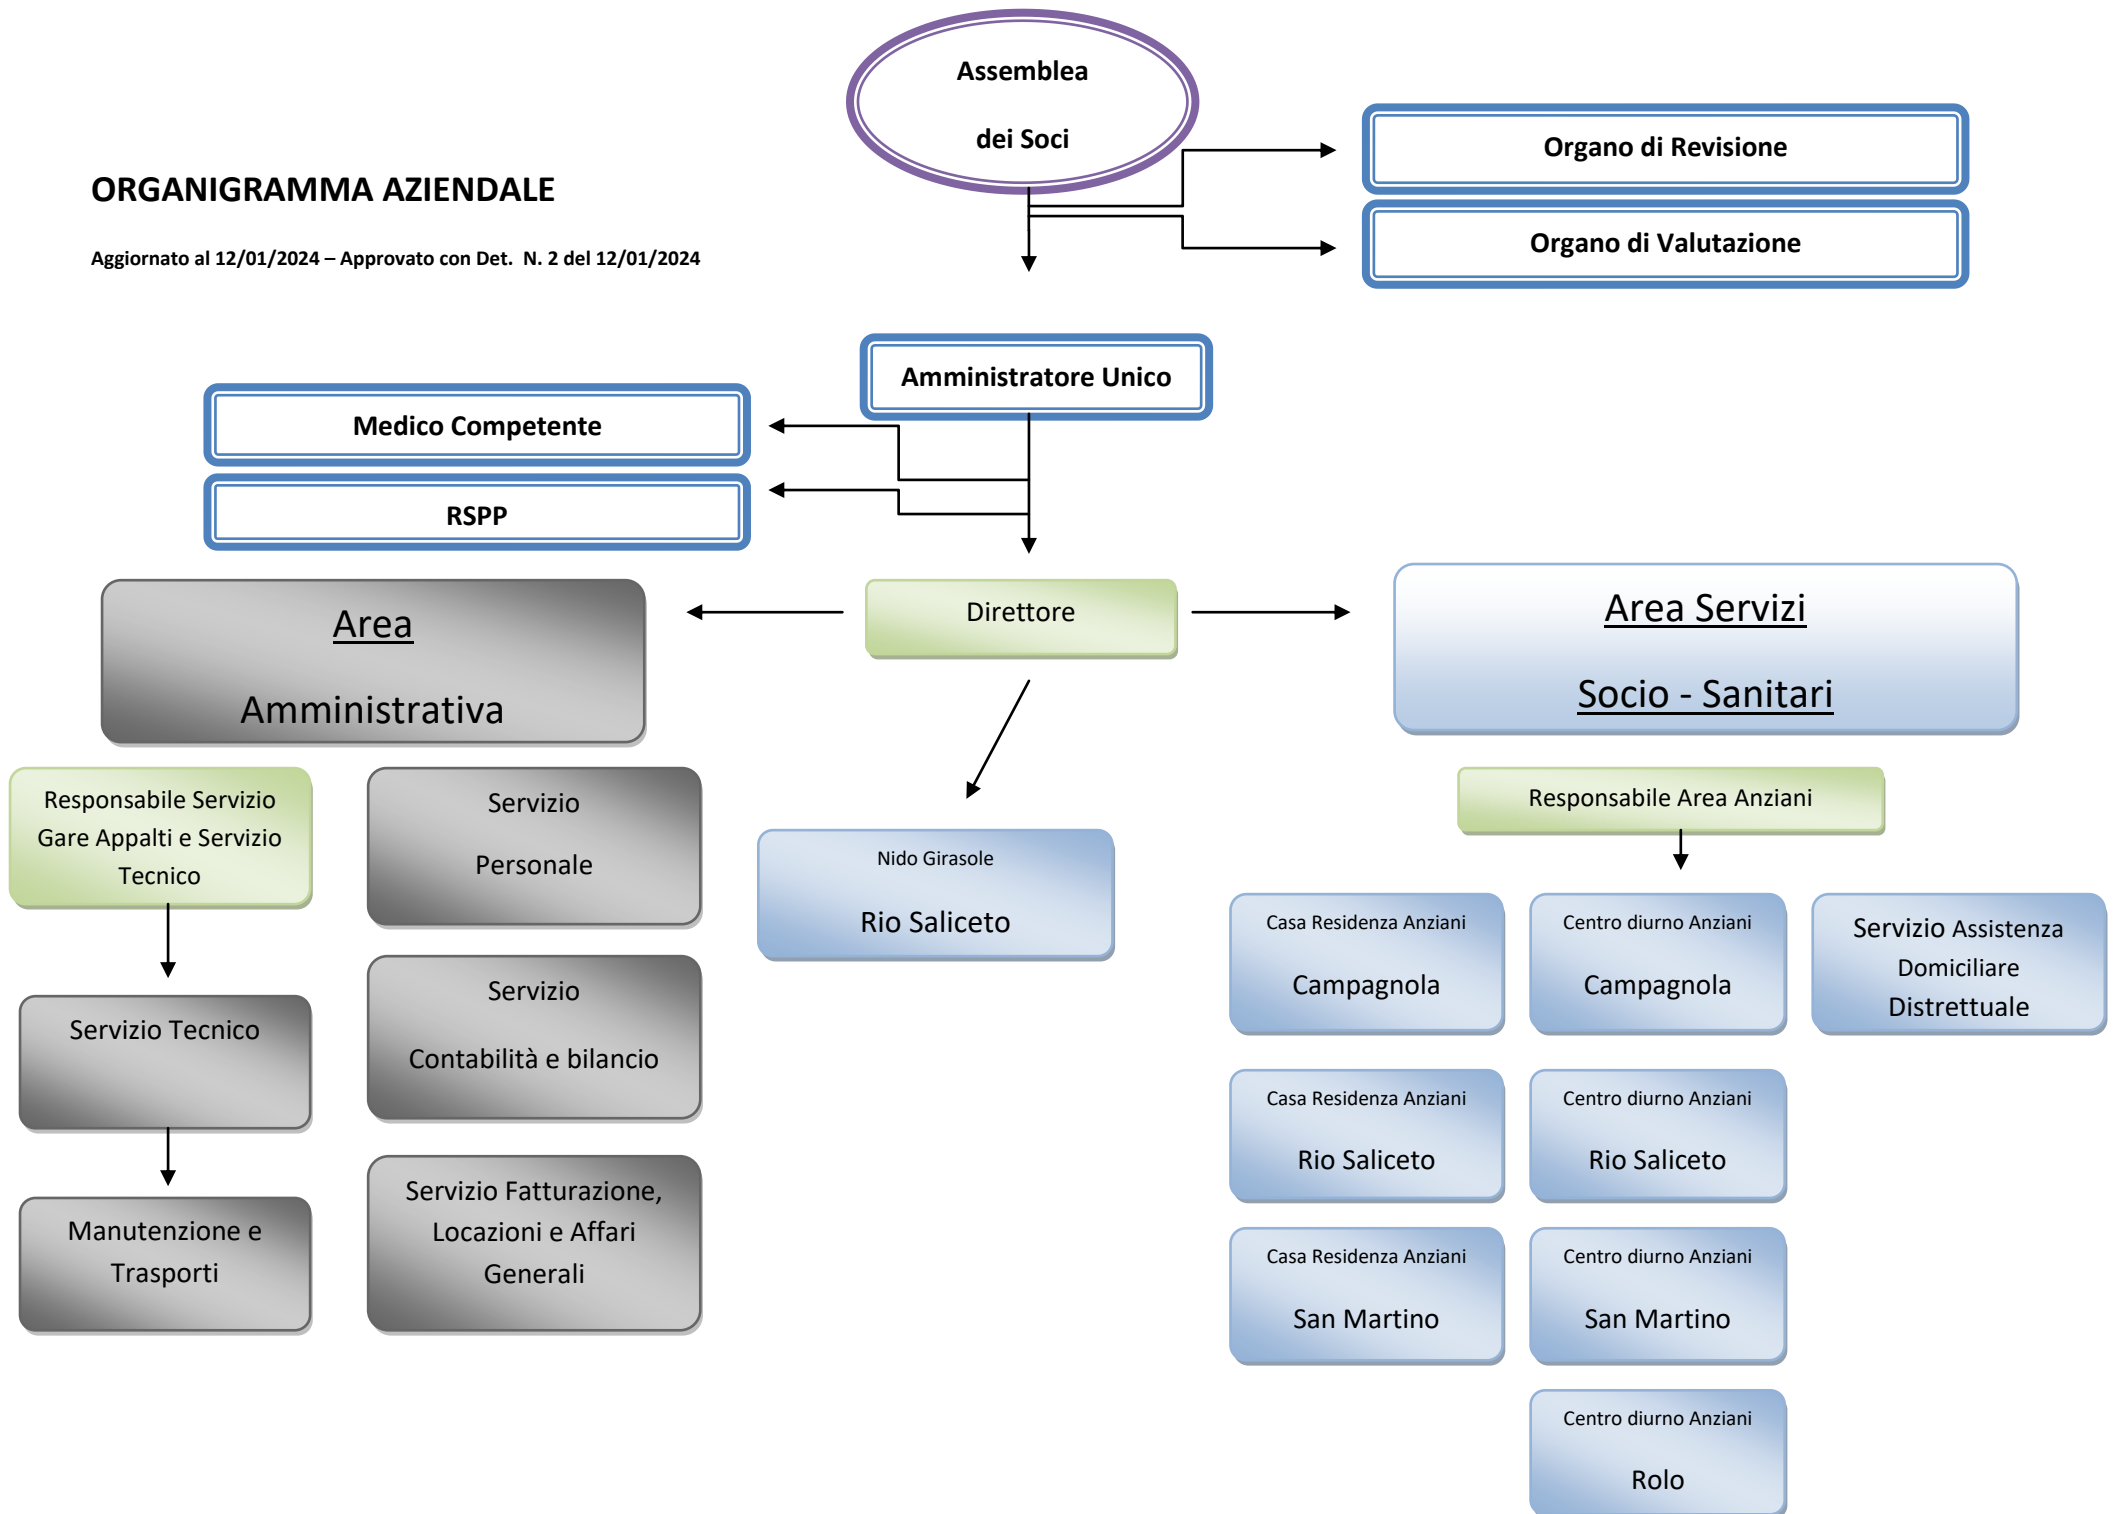 Assemblea
dei Soci
Organo di Revisione
Organo di Valutazione
ORGANIGRAMMA AZIENDALE
Aggiornato al 12/01/2024 – Approvato con Det. N. 2 del 12/01/2024
Amministratore Unico
Medico Competente
RSPP
Area
Amministrativa
Direttore
Area Servizi
Socio - Sanitari
Responsabile Servizio
Gare Appalti e Servizio
Tecnico
Servizio
Personale
Nido Girasole
Rio Saliceto
Responsabile Area Anziani
Casa Residenza Anziani
Campagnola
Centro diurno Anziani
Campagnola
Servizio Assistenza
Domiciliare
Distrettuale
Servizio Tecnico
Servizio
Contabilità e bilancio
Casa Residenza Anziani
Rio Saliceto
Centro diurno Anziani
Rio Saliceto
Manutenzione e
Trasporti
Servizio Fatturazione,
Locazioni e Affari
Generali
Casa Residenza Anziani
San Martino
Centro diurno Anziani
San Martino
Centro diurno Anziani
Rolo